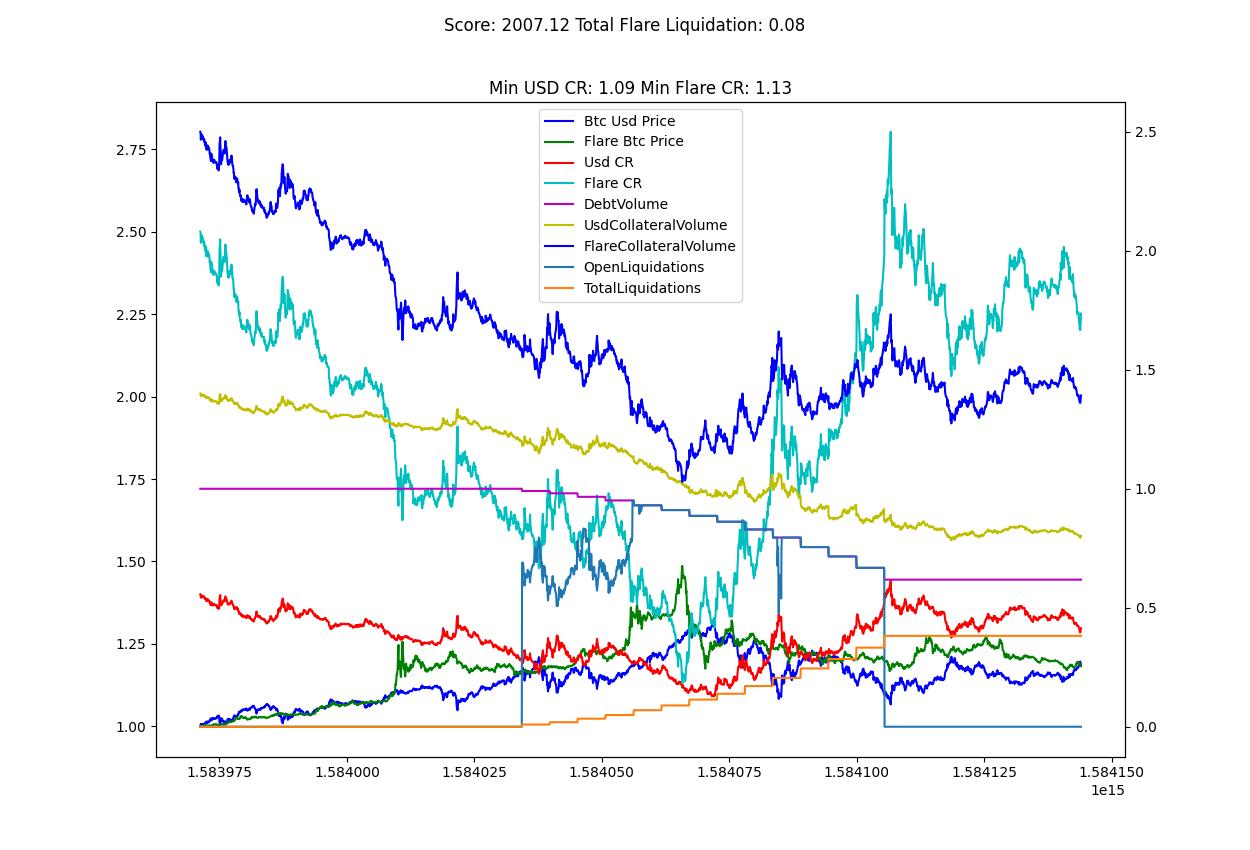 Score: 2007.12 Total Flare Liquidation: 0.08
Min USD CR: 1.09 Min Flare CR: 1.13
Btc Usd Price
Flare Btc Price
Usd CR
Flare CR
DebtVolume
UsdCollateralVolume
FlareCollateralVolume
OpenLiquidations
TotalLiquidations
2.75
2.50
2.25
2.00
1.75
1.50
1.25
1.00
2.5
2.0
1.5
1.0
0.5
0.0
1.583975 1.584000 1.584025 1.584050 1.584075 1.584100 1.584125 1.584150
1e15